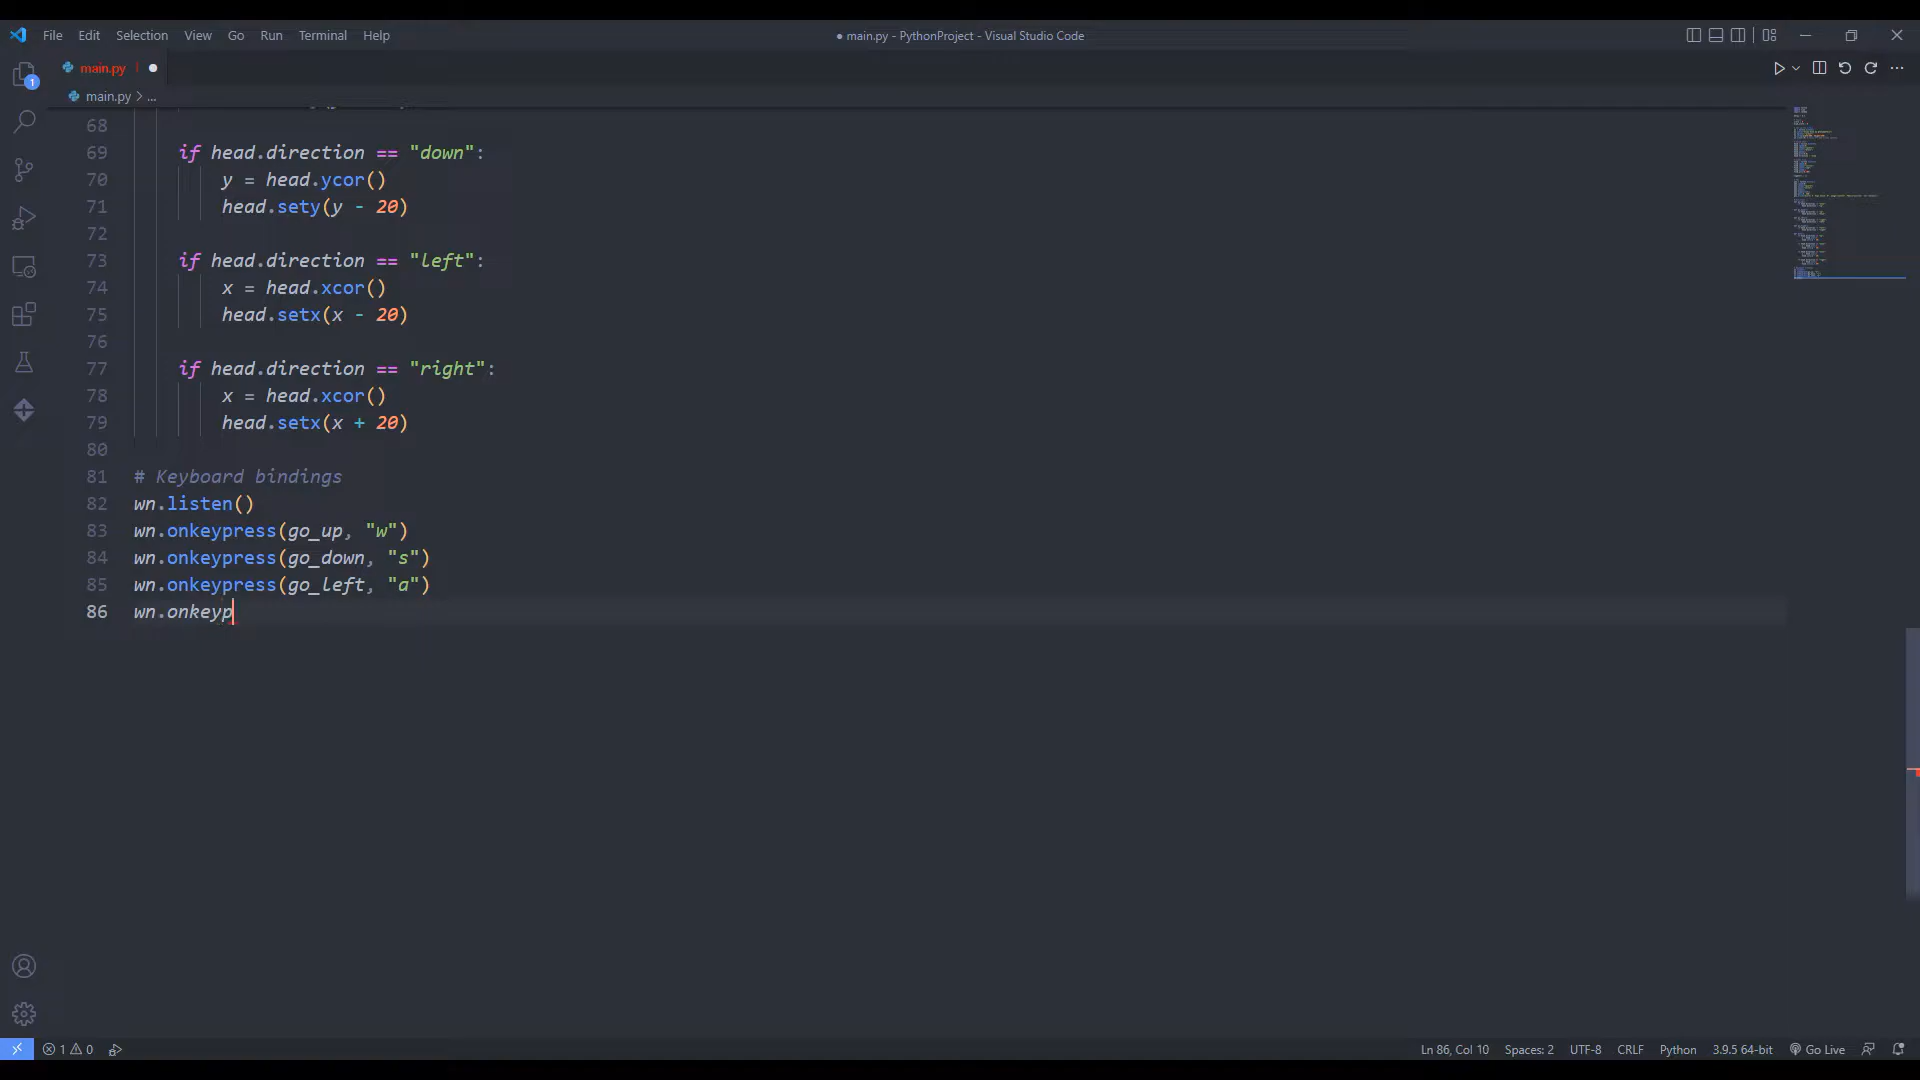 File Edit Selection View Go Run Terminal Help
● main.py - PythonProject - Visual Studio Code
main.py ●
main.py > ...
1
68
69 if head.direction == "down":
70 y = head.ycor()
71 head.sety(y - 20)
72
73 if head.direction == "left":
74 x = head.xcor()
75 head.setx(x - 20)
76
77 if head.direction == "right":
78 x = head.xcor()
79 head.setx(x + 20)
80
81 # Keyboard bindings
82 wn.listen()
83 wn.onkeypress(go_up, "w")
84 wn.onkeypress(go_down, "s")
85 wn.onkeypress(go_left, "a")
86 wn.onkeyp
1 0 Ln 86, Col 10 Spaces: 2 UTF-8 CRLF Python 3.9.5 64-bit Go Live